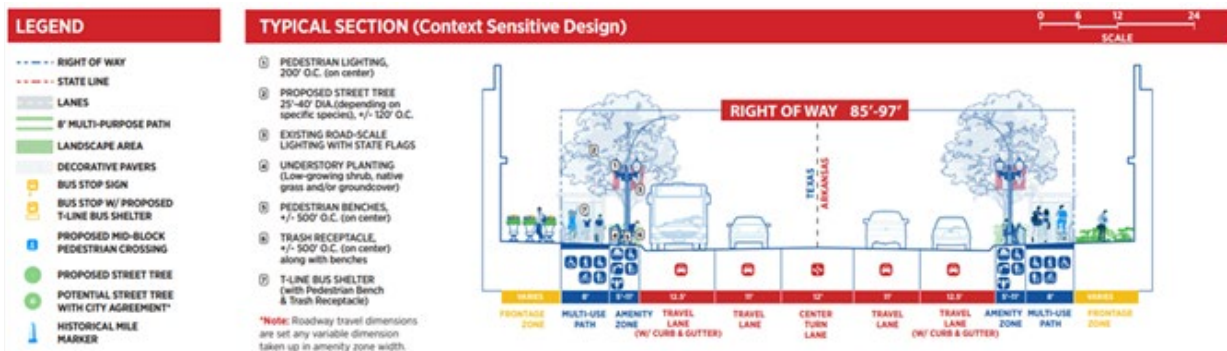 LEGEND
RIGHT OF WAY
STATE LINE
LANES
8' MULTI-PURPOSE PATH
LANDSCAPE AREA
DECORATIVE PAVERS
BUS STOP SIGN
BUS STOP W/ PROPOSED
T-LINE BUS SHELTER
PROPOSED MID-BLOCK
PEDESTRIAN CROSSING
PROPOSED STREET TREE
POTENTIAL STREET TREE
WITH CITY AGREEMENT*
HISTORICAL MILE
MARKER
TYPICAL SECTION (Context Sensitive Design)
0 6 12 24
SCALE
1 PEDESTRIAN LIGHTING,
200' O.C. (on center)
2 PROPOSED STREET TREE
25'-40' DIA.(depending on
specific species), +/- 120' O.C.
3 EXISTING ROAD-SCALE
LIGHTING WITH STATE FLAGS
4 UNDERSTORY PLANTING
(Low-growing shrub, native
grass and/or groundcover)
5 PEDESTRIAN BENCHES,
+/- 500' O.C. (on center)
6 TRASH RECEPTACLE,
+/- 500' O.C. (on center)
along with benches
7 T-LINE BUS SHELTER
(with Pedestrian Bench
& Trash Receptacle)
*Note: Roadway travel dimensions
are set any variable dimension
taken up in amenity zone width.
RIGHT OF WAY 85'-97'
TEXAS
ARKANSAS
VARIES 8' 5'-11' 12.5' 11' 12' 11' 12.5' 5'-11' 8' VARIES
FRONTAGE ZONE
MULTI-USE PATH
AMENITY ZONE
TRAVEL LANE (W/ CURB & GUTTER)
TRAVEL LANE
CENTER TURN LANE
TRAVEL LANE
TRAVEL LANE (W/ CURB & GUTTER)
AMENITY ZONE
MULTI-USE PATH
FRONTAGE ZONE